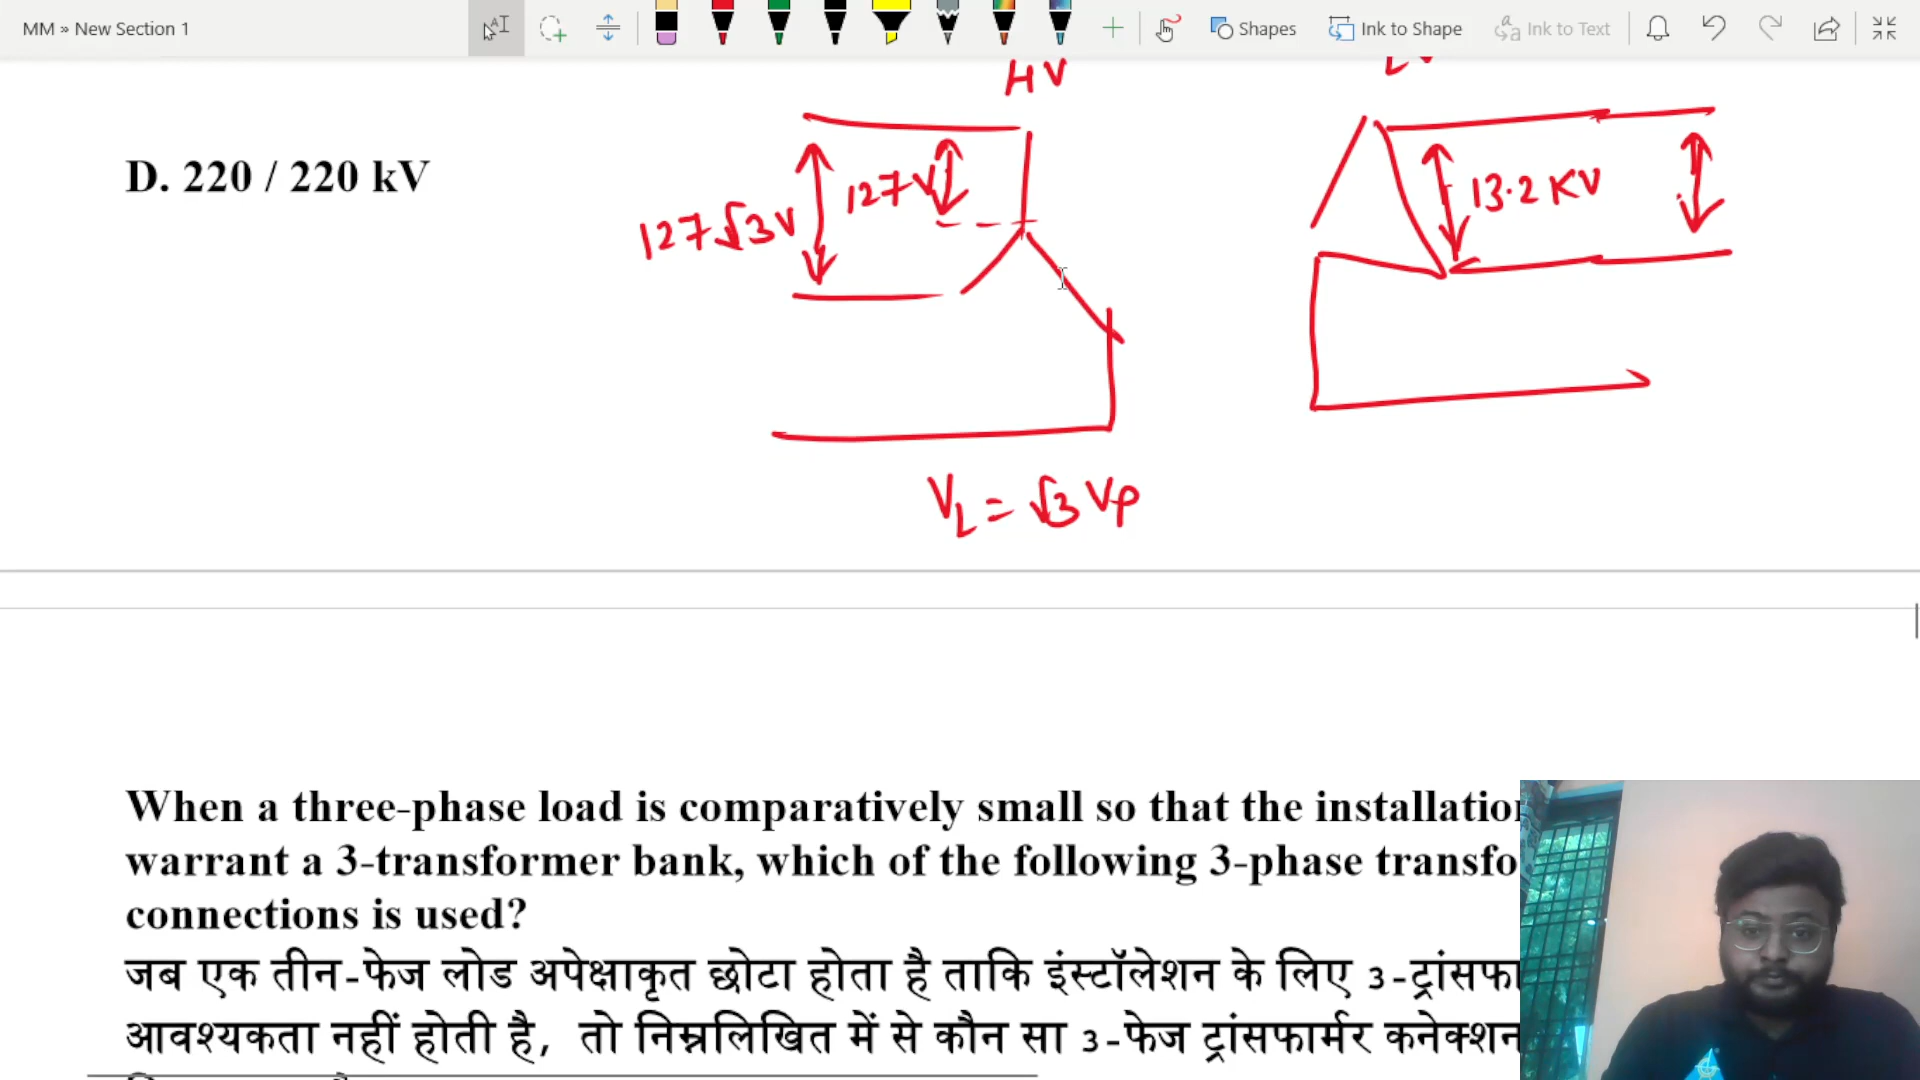 MM » New Section 1
Shapes
Ink to Shape
Ink to Text
HV
D. 220 / 220 kV
127√3V
127V
13.2 KV
VL = √3 VP
When a three-phase load is comparatively small so that the installation
warrant a 3-transformer bank, which of the following 3-phase transfo
connections is used?
जब एक तीन-फेज लोड अपेक्षाकृत छोटा होता है ताकि इंस्टॉलेशन के लिए 3-ट्रांसफा
आवश्यकता नहीं होती है, तो निम्नलिखित में से कौन सा 3-फेज ट्रांसफार्मर कनेक्शन